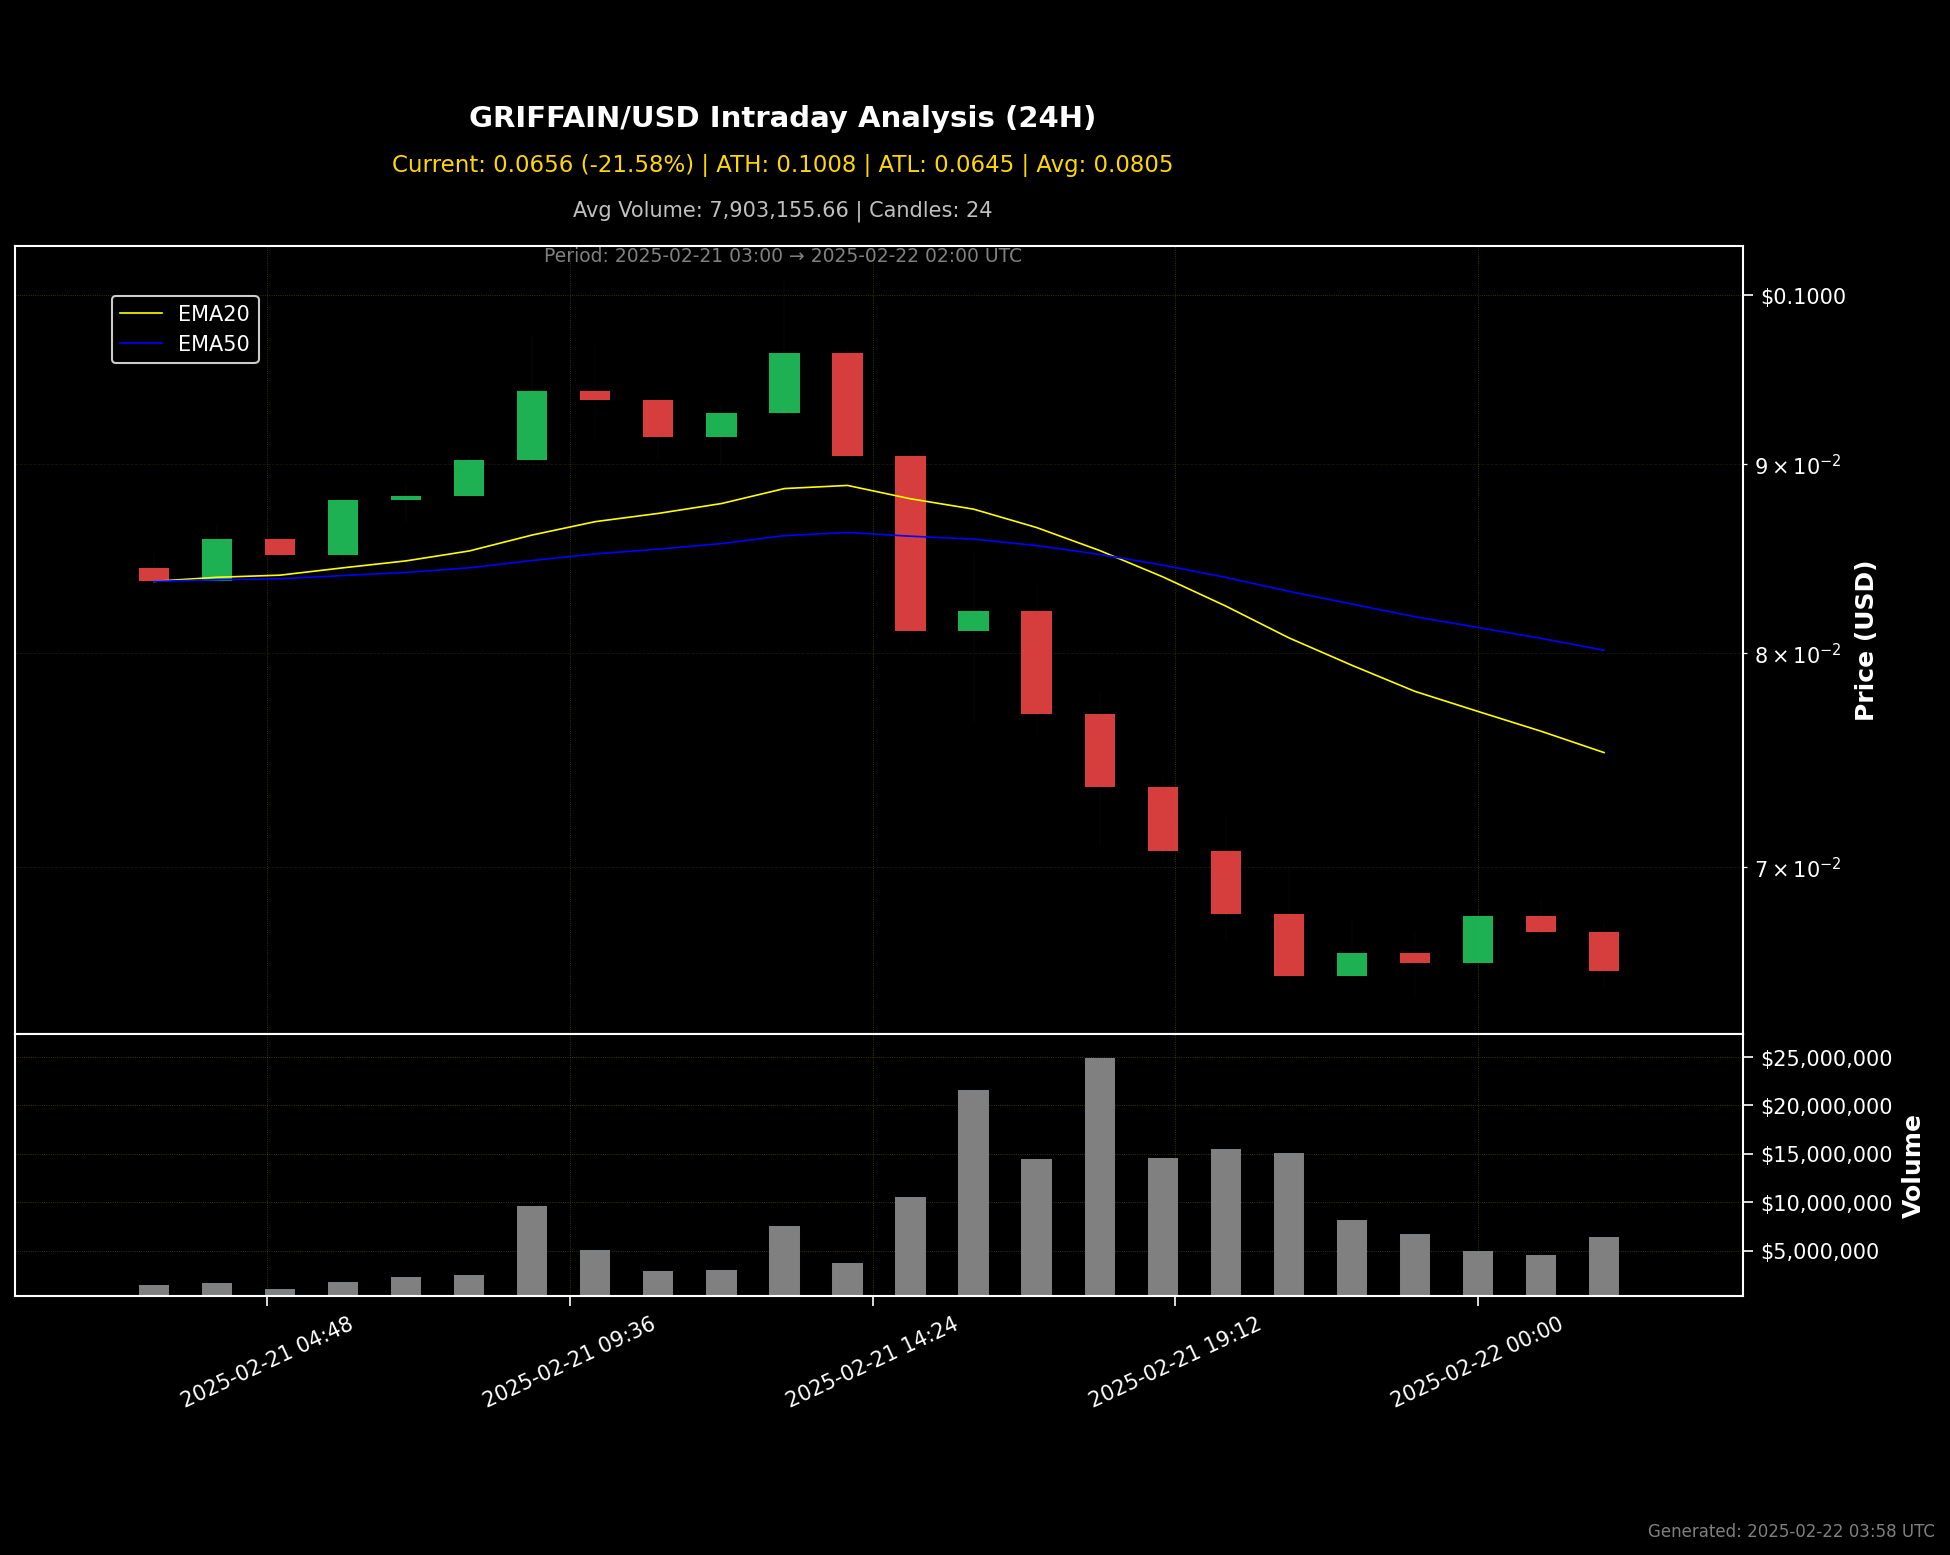 GRIFFAIN/USD Intraday Analysis (24H)
Current: 0.0656 (-21.58%) | ATH: 0.1008 | ATL: 0.0645 | Avg: 0.0805
Avg Volume: 7,903,155.66 | Candles: 24
Period: 2025-02-21 03:00 → 2025-02-22 02:00 UTC
EMA20
EMA50
$0.1000
9 × 10⁻²
8 × 10⁻²
7 × 10⁻²
Price (USD)
$25,000,000
$20,000,000
$15,000,000
$10,000,000
$5,000,000
Volume
2025-02-21 04:48
2025-02-21 09:36
2025-02-21 14:24
2025-02-21 19:12
2025-02-22 00:00
Generated: 2025-02-22 03:58 UTC